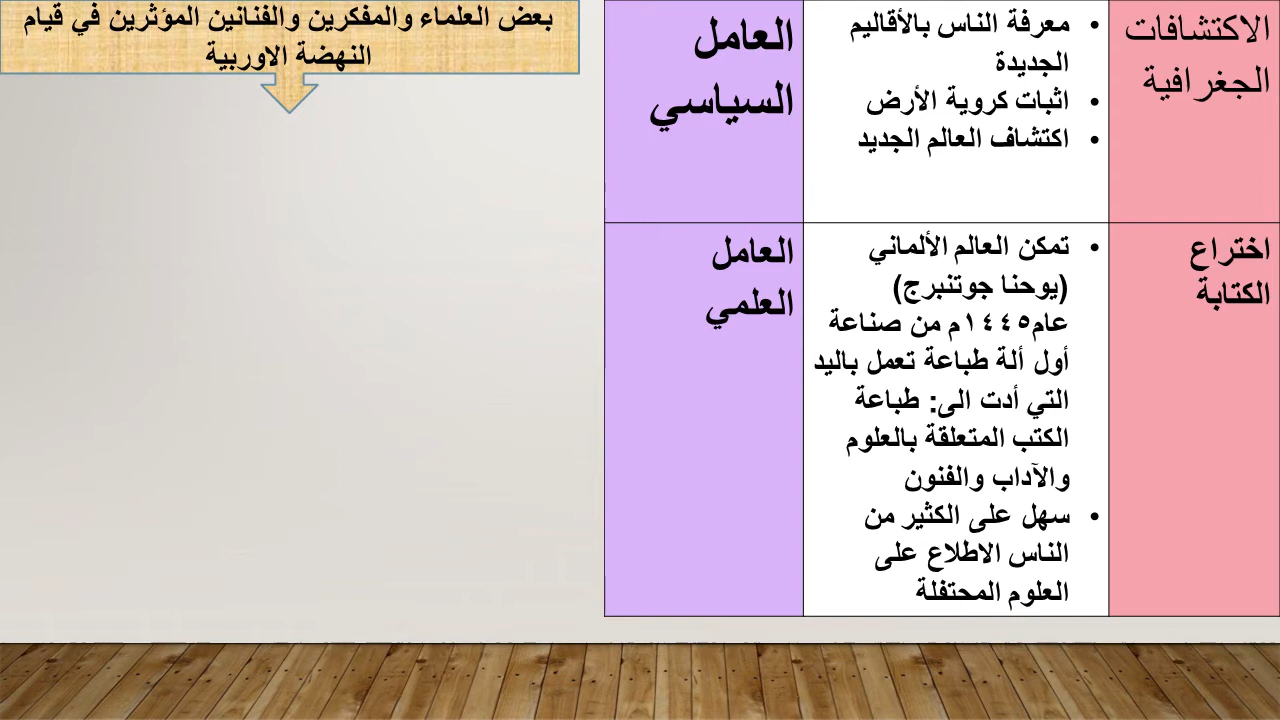 الاكتشافات
الجغرافية
• معرفة الناس بالأقاليم
الجديدة
• اثبات كروية الأرض
• اكتشاف العالم الجديد
العامل
السياسي
اختراع
الكتابة
• تمكن العالم الألماني
(يوحنا جوتنبرج)
عام١٤٤٥م من صناعة
أول ألة طباعة تعمل باليد
التي أدت الى: طباعة
الكتب المتعلقة بالعلوم
والآداب والفنون
• سهل على الكثير من
الناس الاطلاع على
العلوم المحتفلة
العامل
العلمي
بعض العلماء والمفكرين والفنانين المؤثرين في قيام
النهضة الاوربية